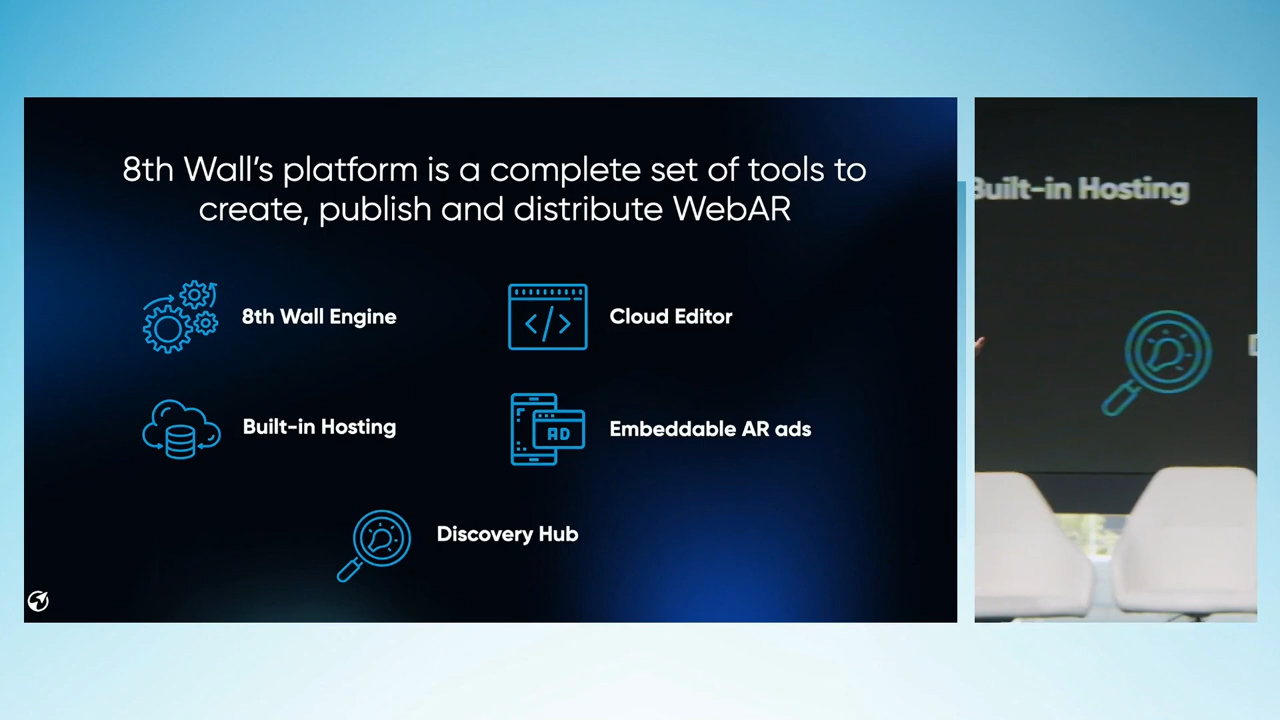 8th Wall's platform is a complete set of tools to
create, publish and distribute WebAR
8th Wall Engine
Cloud Editor
</>
Built-in Hosting
AD
Embeddable AR ads
Discovery Hub
Built-in Hosting